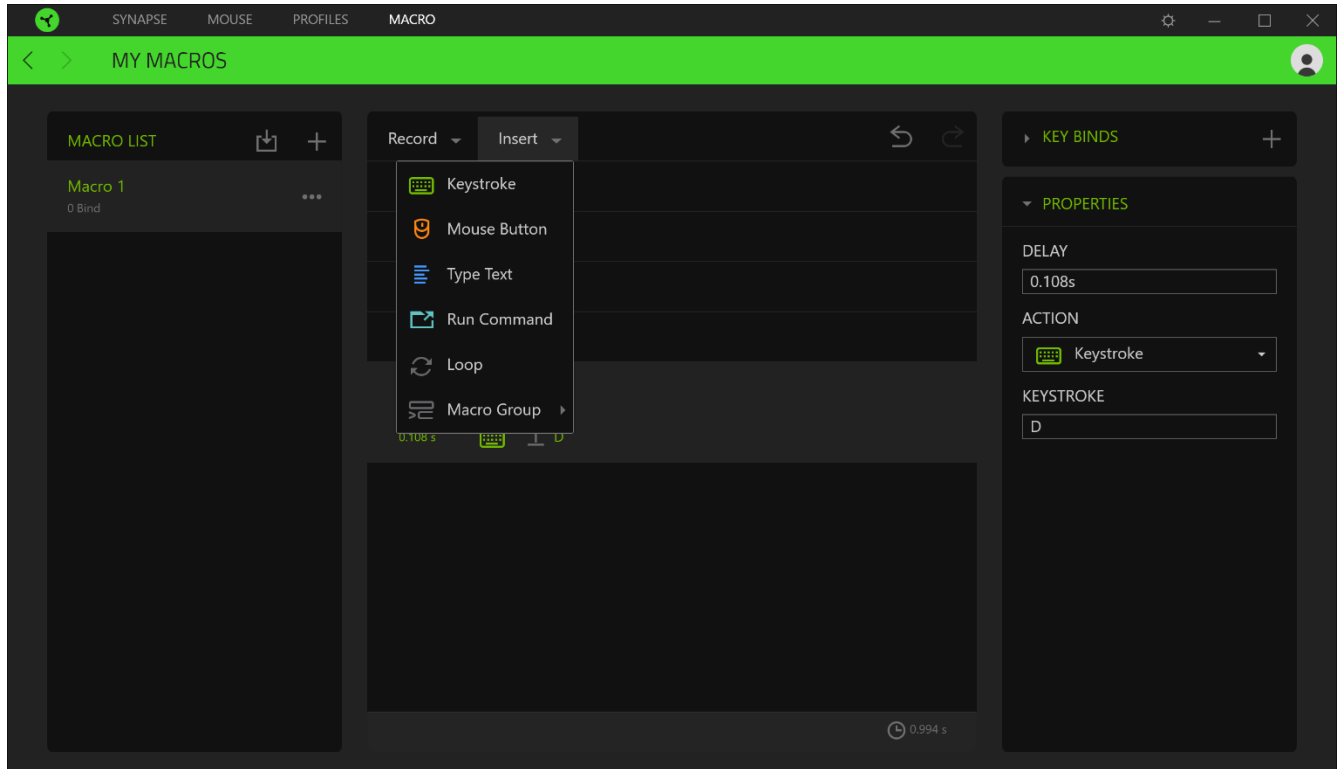 SYNAPSE MOUSE PROFILES MACRO
MY MACROS
MACRO LIST
Macro 1
0 Bind
Record Insert
Keystroke
Mouse Button
Type Text
Run Command
Loop
Macro Group
0.108 s D
0.994 s
KEY BINDS
PROPERTIES
DELAY
0.108s
ACTION
Keystroke
KEYSTROKE
D